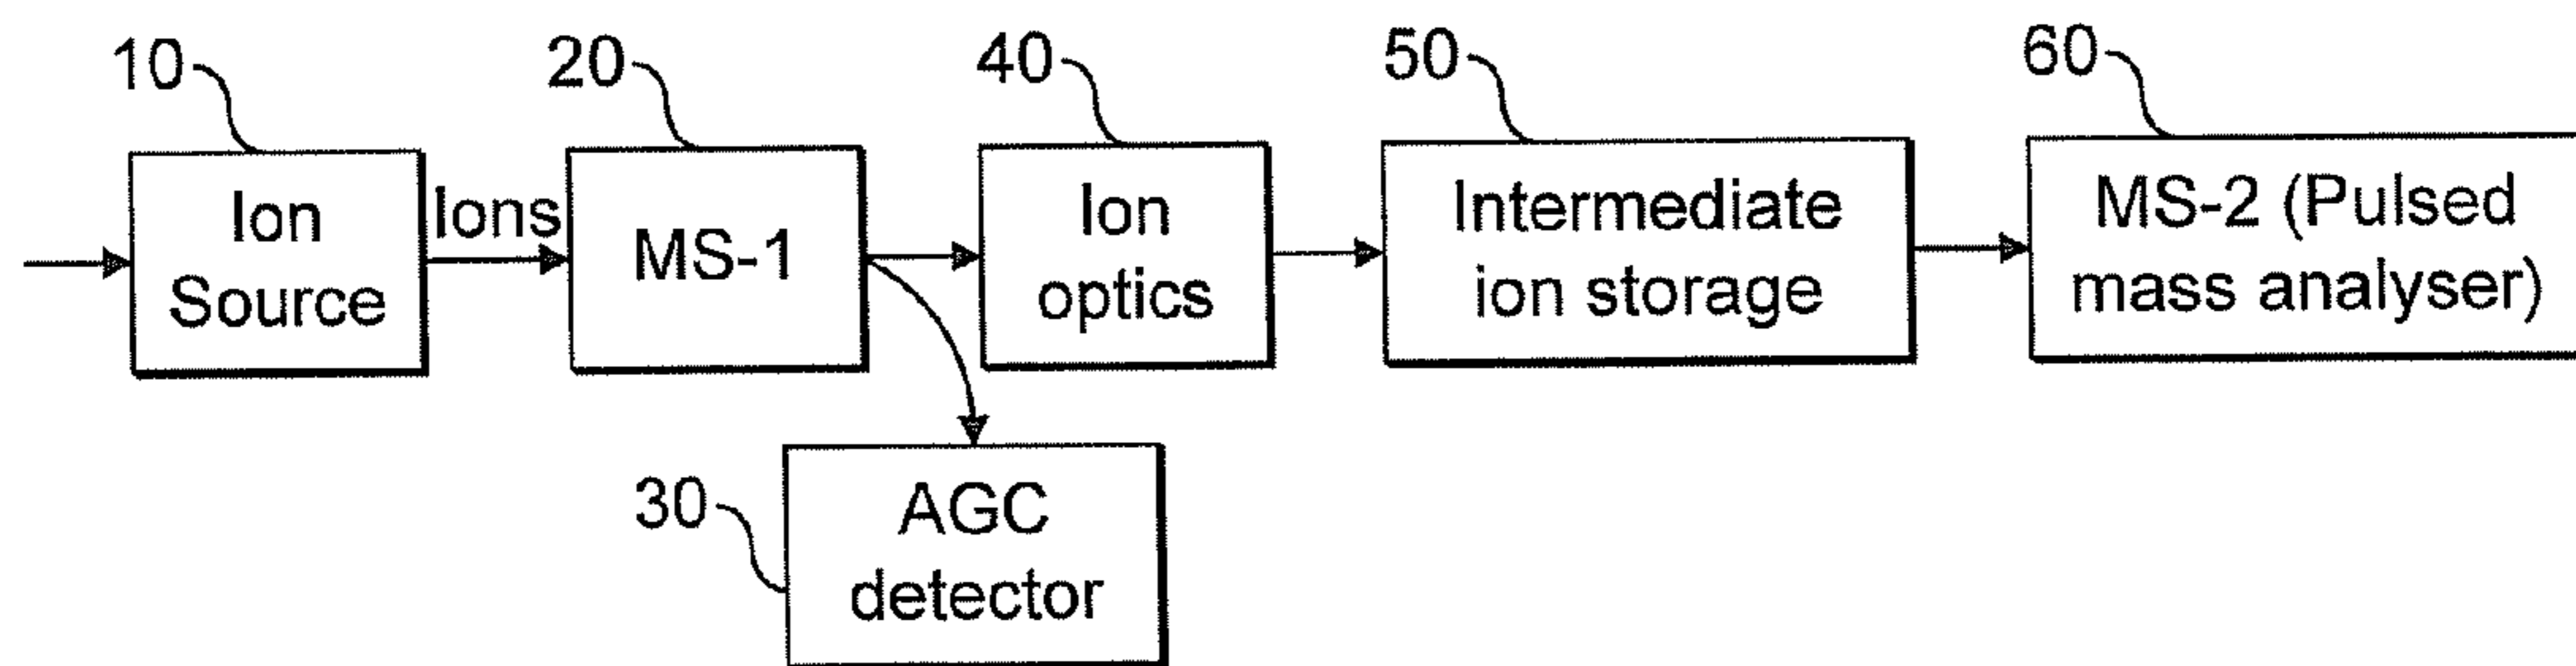 10
20
40
50
60
Ion
Source
Ions
MS-1
Ion
optics
Intermediate
ion storage
MS-2 (Pulsed
mass analyser)
30
AGC
detector